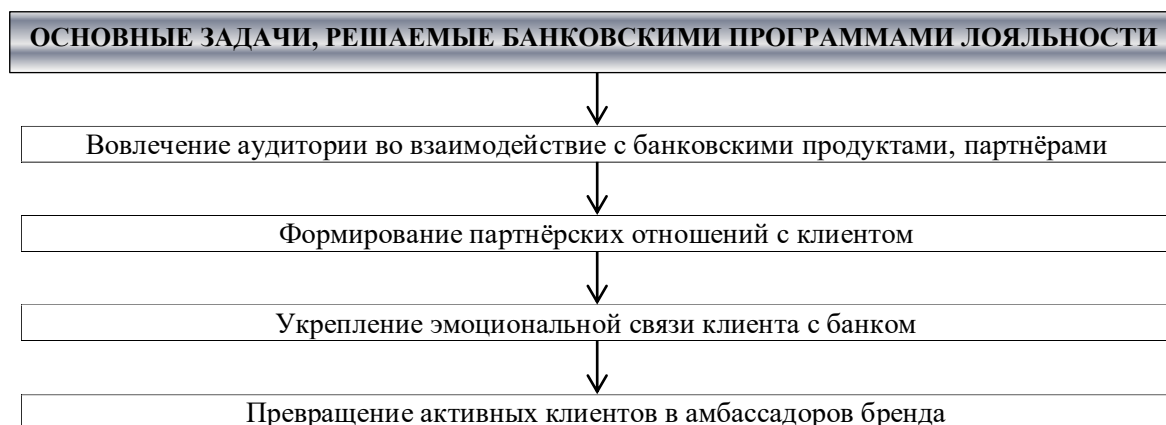 ОСНОВНЫЕ ЗАДАЧИ, РЕШАЕМЫЕ БАНКОВСКИМИ ПРОГРАММАМИ ЛОЯЛЬНОСТИ
Вовлечение аудитории во взаимодействие с банковскими продуктами, партнёрами
Формирование партнёрских отношений с клиентом
Укрепление эмоциональной связи клиента с банком
Превращение активных клиентов в амбассадоров бренда